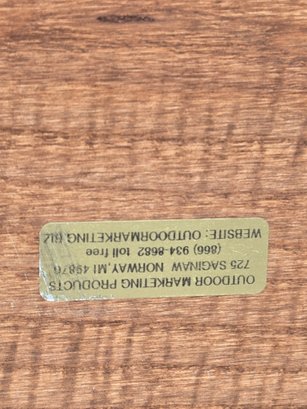 OUTDOOR MARKETING PRODUCTS
725 SAGINAW NORWAY, MI 49870
(866) 934-8682 toll free
WEBSITE: OUTDOORMARKETING.BIZ